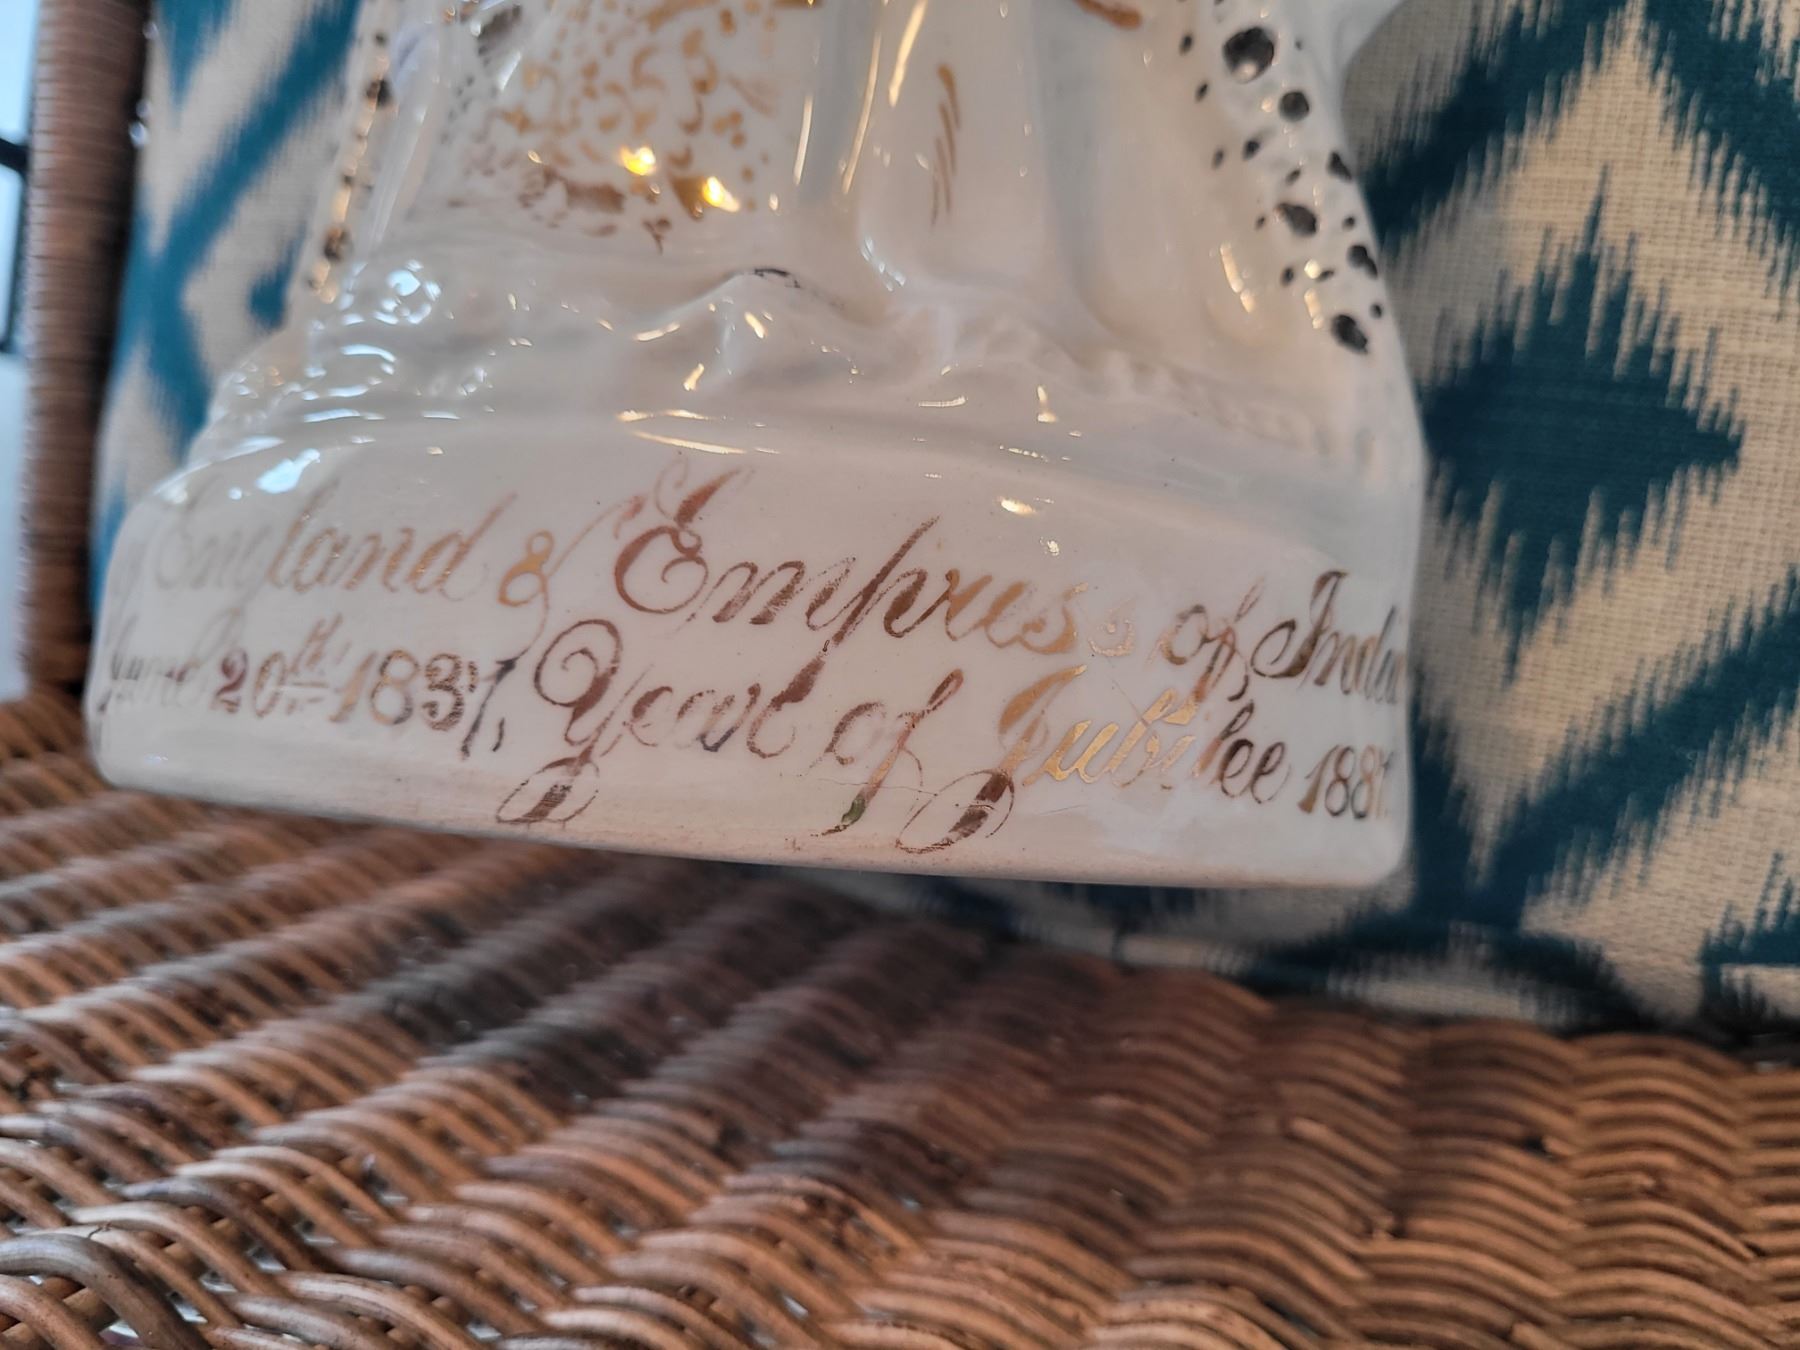 England & Empress of India
June 20th 1837, Year of Jubilee 1887